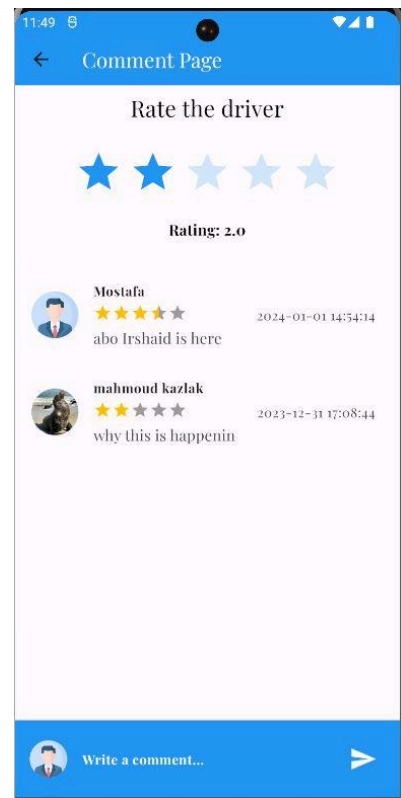 11:49
Comment Page
Rate the driver
Rating: 2.0
Mostafa
2024-01-01 14:54:14
abo Irshaid is here
mahmoud kazlak
2023-12-31 17:08:44
why this is happenin
Write a comment...